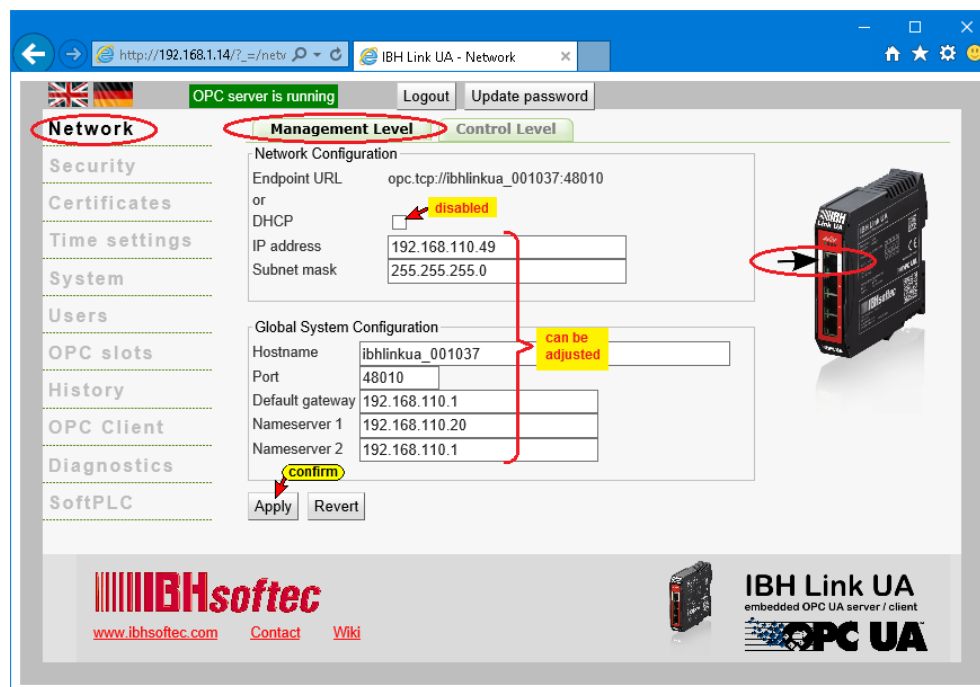 http://192.168.1.14/?_=/netv
IBH Link UA - Network
OPC server is running Logout Update password
Network
Management Level Control Level
Security
Certificates
Time settings
System
Users
OPC slots
History
OPC Client
Diagnostics
SoftPLC
Network Configuration
Endpoint URL opc.tcp://ibhlinkua_001037:48010
or
DHCP
disabled
IP address 192.168.110.49
Subnet mask 255.255.255.0
Global System Configuration
Hostname ibhlinkua_001037
can be
adjusted
Port 48010
Default gateway 192.168.110.1
Nameserver 1 192.168.110.20
Nameserver 2 192.168.110.1
confirm
Apply Revert
IBH
Link UA
IBHsoftec
IBHsoftec
www.ibhsoftec.com Contact Wiki
IBH Link UA
embedded OPC UA server / client
OPC UA